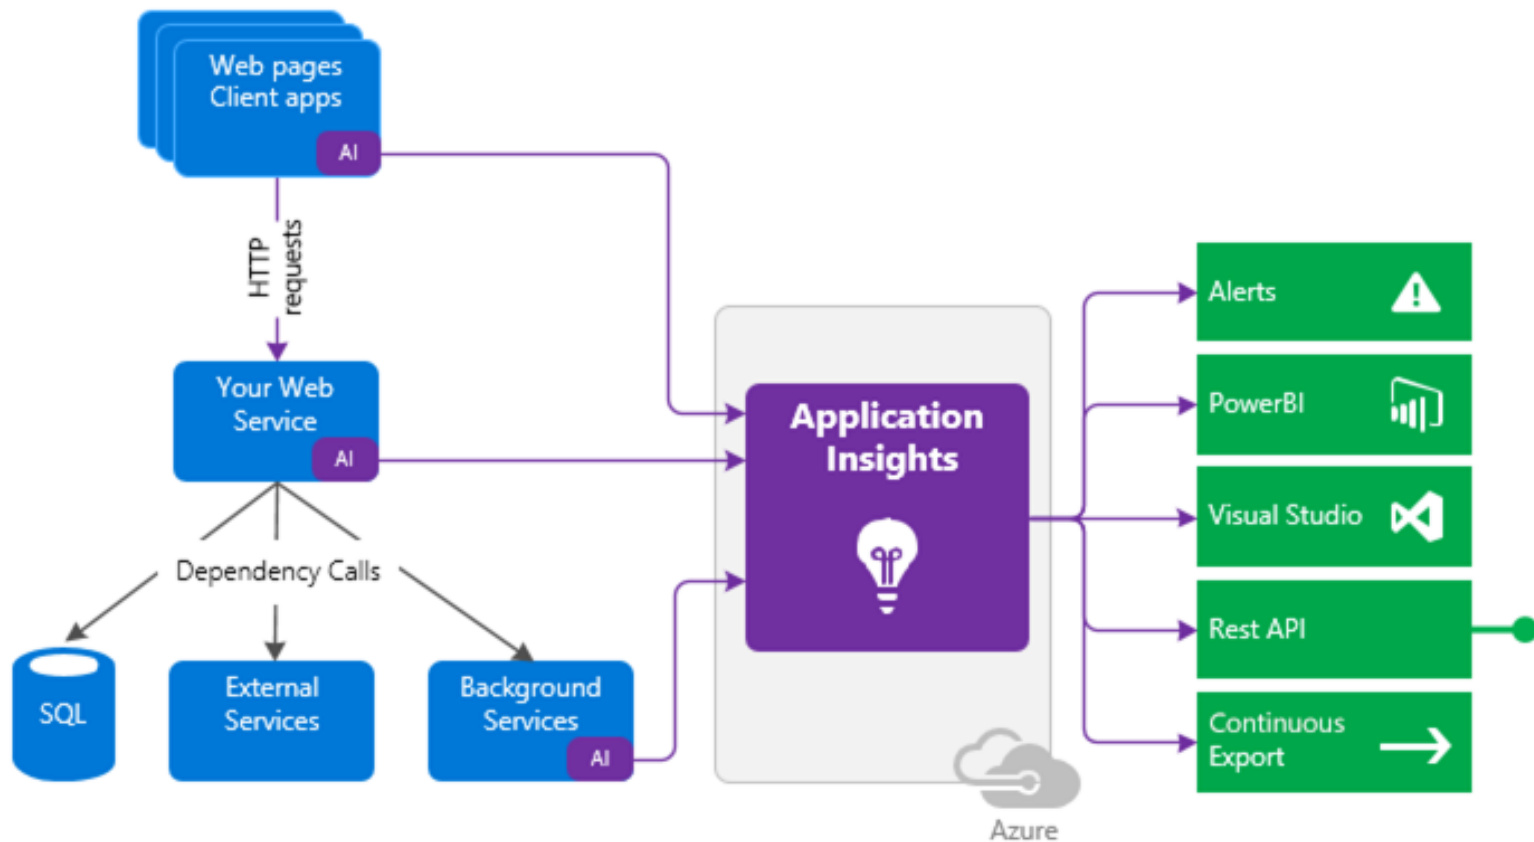 Web pages
Client apps
AI
HTTP
requests
Your Web
Service
AI
Dependency Calls
SQL
External
Services
Background
Services
AI
Application
Insights
Azure
Alerts
PowerBI
Visual Studio
Rest API
Continuous
Export